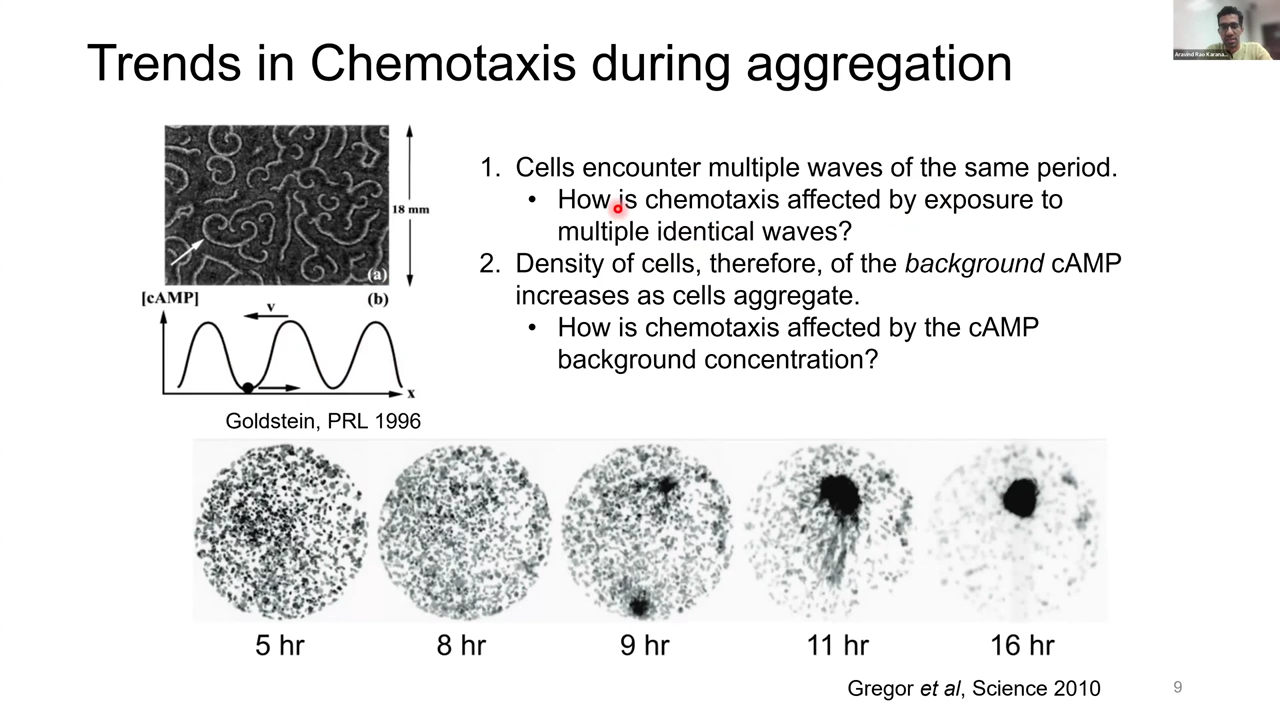 Trends in Chemotaxis during aggregation
Aravind Rao Karana...
18 mm
(a)
[cAMP]
(b)
v
x
Goldstein, PRL 1996
1. Cells encounter multiple waves of the same period.
• How is chemotaxis affected by exposure to
multiple identical waves?
2. Density of cells, therefore, of the background cAMP
increases as cells aggregate.
• How is chemotaxis affected by the cAMP
background concentration?
5 hr
8 hr
9 hr
11 hr
16 hr
Gregor et al, Science 2010
9